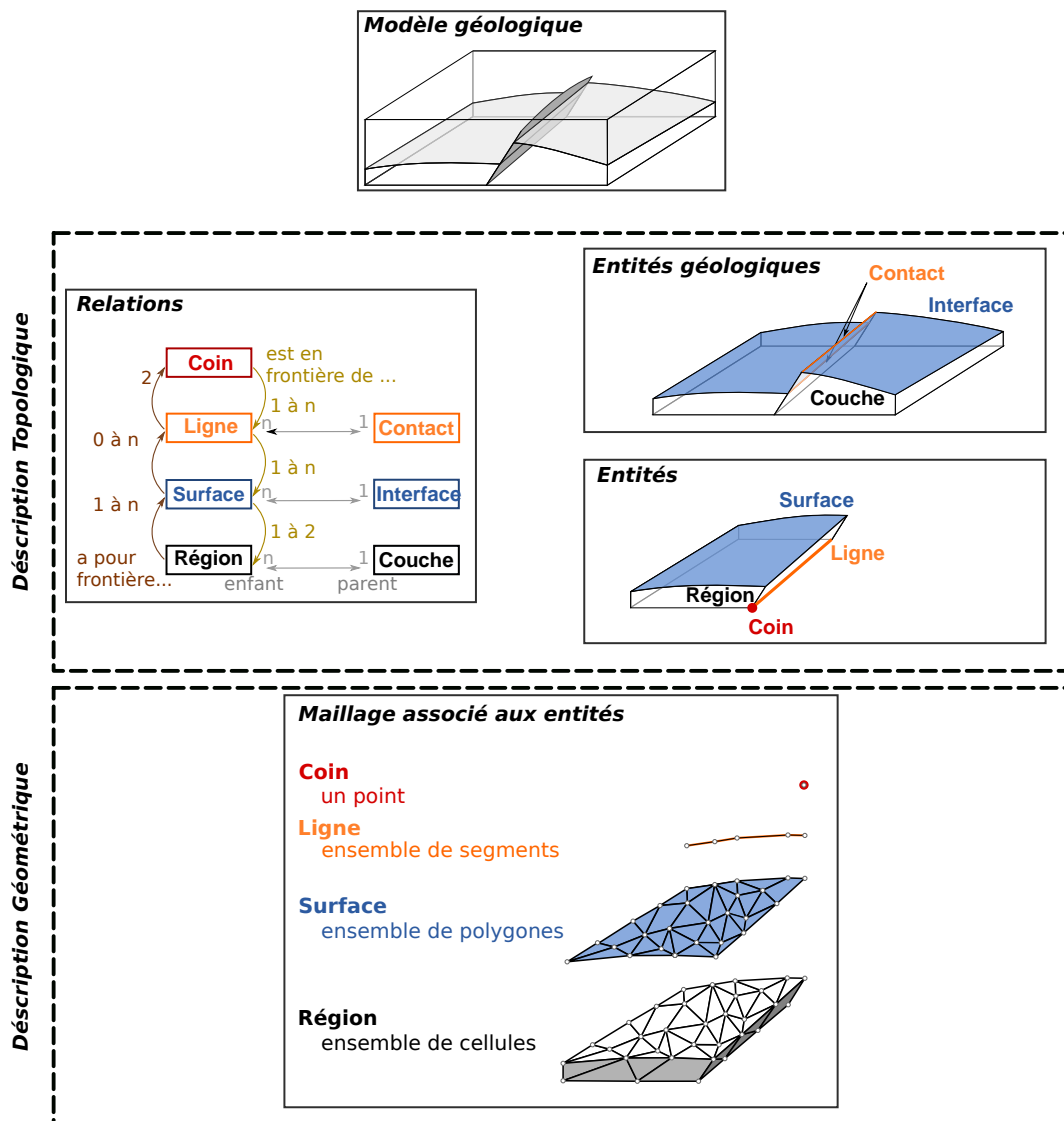 Modèle géologique
Déscription Topologique
Relations
Coin
est en
frontière de ...
2
1 à n
Ligne
n
1
Contact
0 à n
1 à n
Surface
n
1
Interface
1 à n
1 à 2
Région
n
1
Couche
a pour
frontière...
enfant
parent
Entités géologiques
Contact
Interface
Couche
Entités
Surface
Ligne
Région
Coin
Déscription Géométrique
Maillage associé aux entités
Coin
un point
Ligne
ensemble de segments
Surface
ensemble de polygones
Région
ensemble de cellules